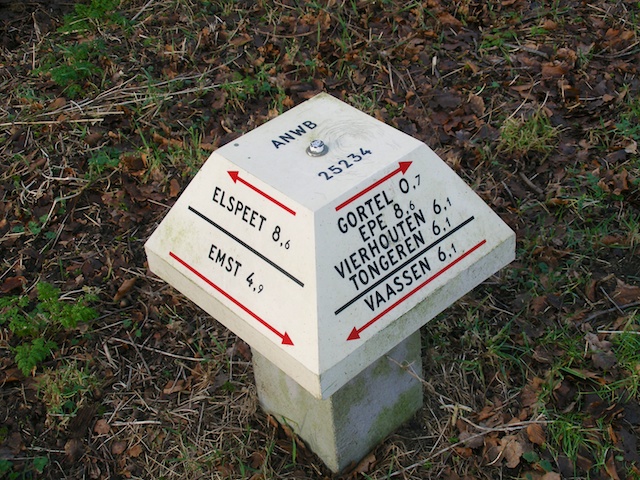 ANWB
25234
ELSPEET 8,6
EMST 4,9
GORTEL 0,7
EPE 8,6
VIERHOUTEN 6,1
TONGEREN 6,1
VAASSEN 6,1